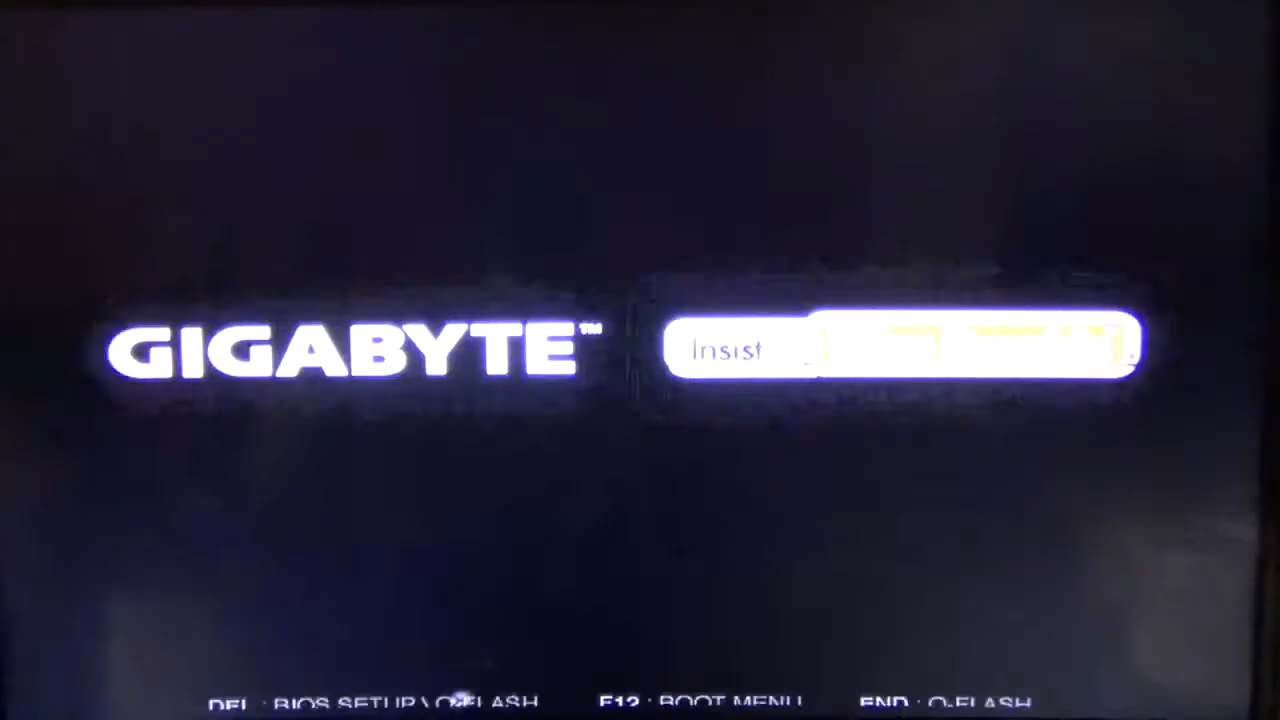 GIGABYTE™
Insist
DEL : BIOS SETUP\Q-FLASH F12 : BOOT MENU END : Q-FLASH